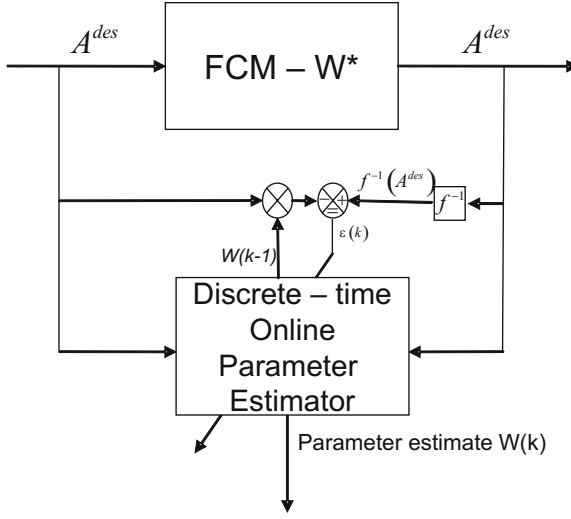 A^des
A^des
FCM – W*
f^-1 (A^des)
f^-1
− +
=
ε(k)
W(k-1)
Discrete – time
Online
Parameter
Estimator
Parameter estimate W(k)